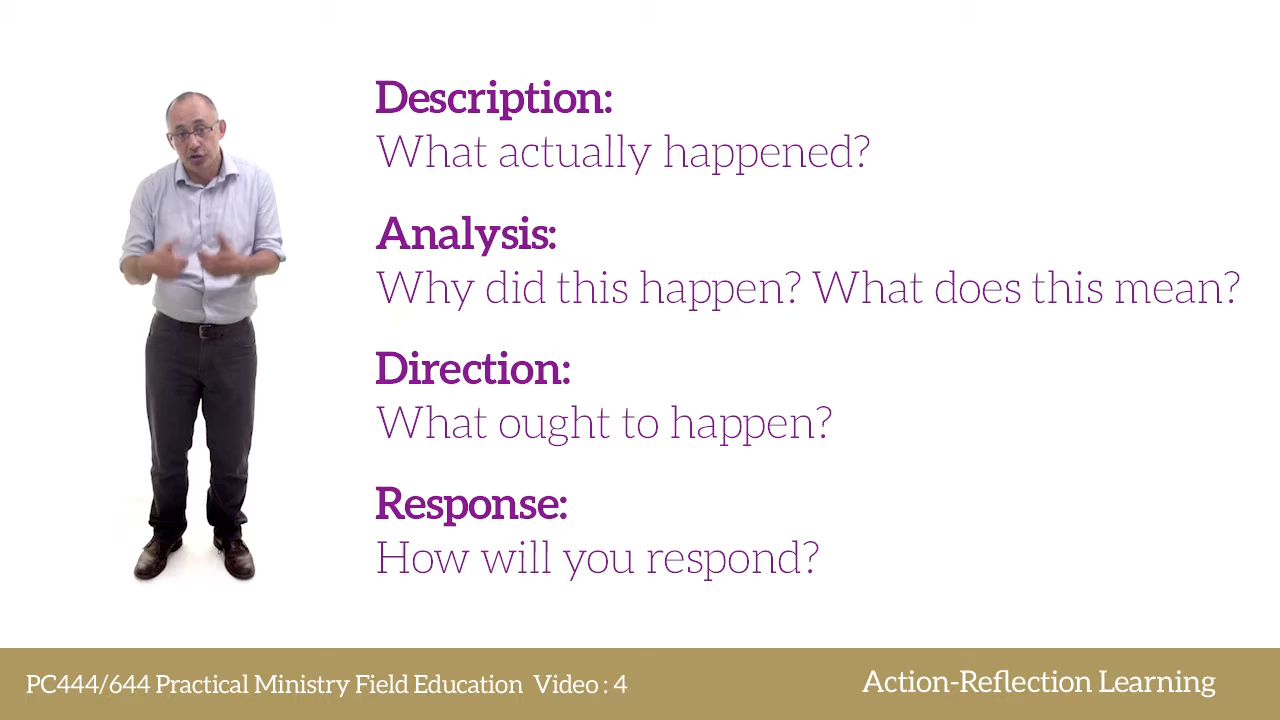 Description:
What actually happened?
Analysis:
Why did this happen? What does this mean?
Direction:
What ought to happen?
Response:
How will you respond?
PC444/644 Practical Ministry Field Education Video : 4
Action-Reflection Learning